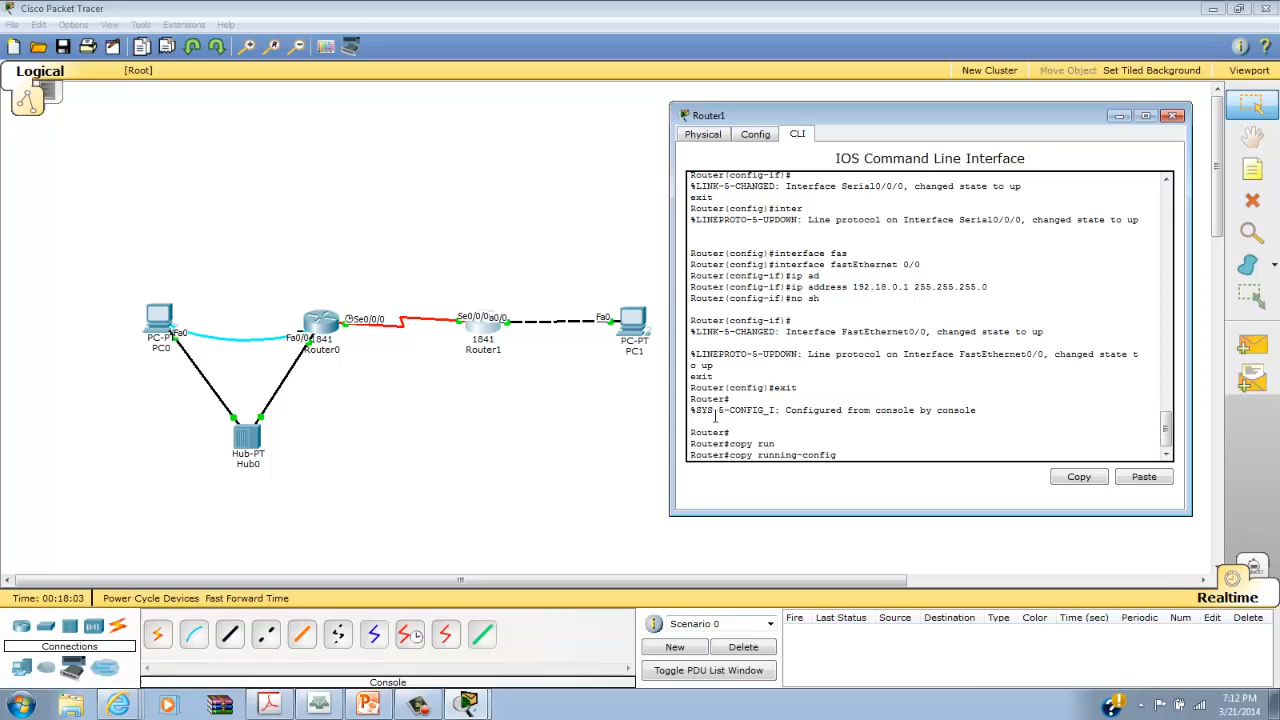 Cisco Packet Tracer
File Edit Options View Tools Extensions Help
Logical
[Root]
New Cluster
Move Object
Set Tiled Background
Viewport
Router1
Physical
Config
CLI
IOS Command Line Interface
Router(config-if)#
%LINK-5-CHANGED: Interface Serial0/0/0, changed state to up
exit
Router(config)#inter
%LINEPROTO-5-UPDOWN: Line protocol on Interface Serial0/0/0, changed state to up
Router(config)#interface fas
Router(config)#interface fastEthernet 0/0
Router(config-if)#ip ad
Router(config-if)#ip address 192.18.0.1 255.255.255.0
Router(config-if)#no sh
Router(config-if)#
%LINK-5-CHANGED: Interface FastEthernet0/0, changed state to up
%LINEPROTO-5-UPDOWN: Line protocol on Interface FastEthernet0/0, changed state t
o up
exit
Router(config)#exit
Router#
%SYS-5-CONFIG_I: Configured from console by console
Router#
Router#copy run
Router#copy running-config
Copy
Paste
Fa0
PC-PT
PC0
Se0/0/0
Fa0/0
1841
Router0
Se0/0/0
a0/0
1841
Router1
Fa0
PC-PT
PC1
Hub-PT
Hub0
Time: 00:18:03
Power Cycle Devices
Fast Forward Time
Realtime
Connections
Console
Scenario 0
New
Delete
Toggle PDU List Window
Fire Last Status Source Destination Type Color Time (sec) Periodic Num Edit Delete
7:12 PM
3/21/2014